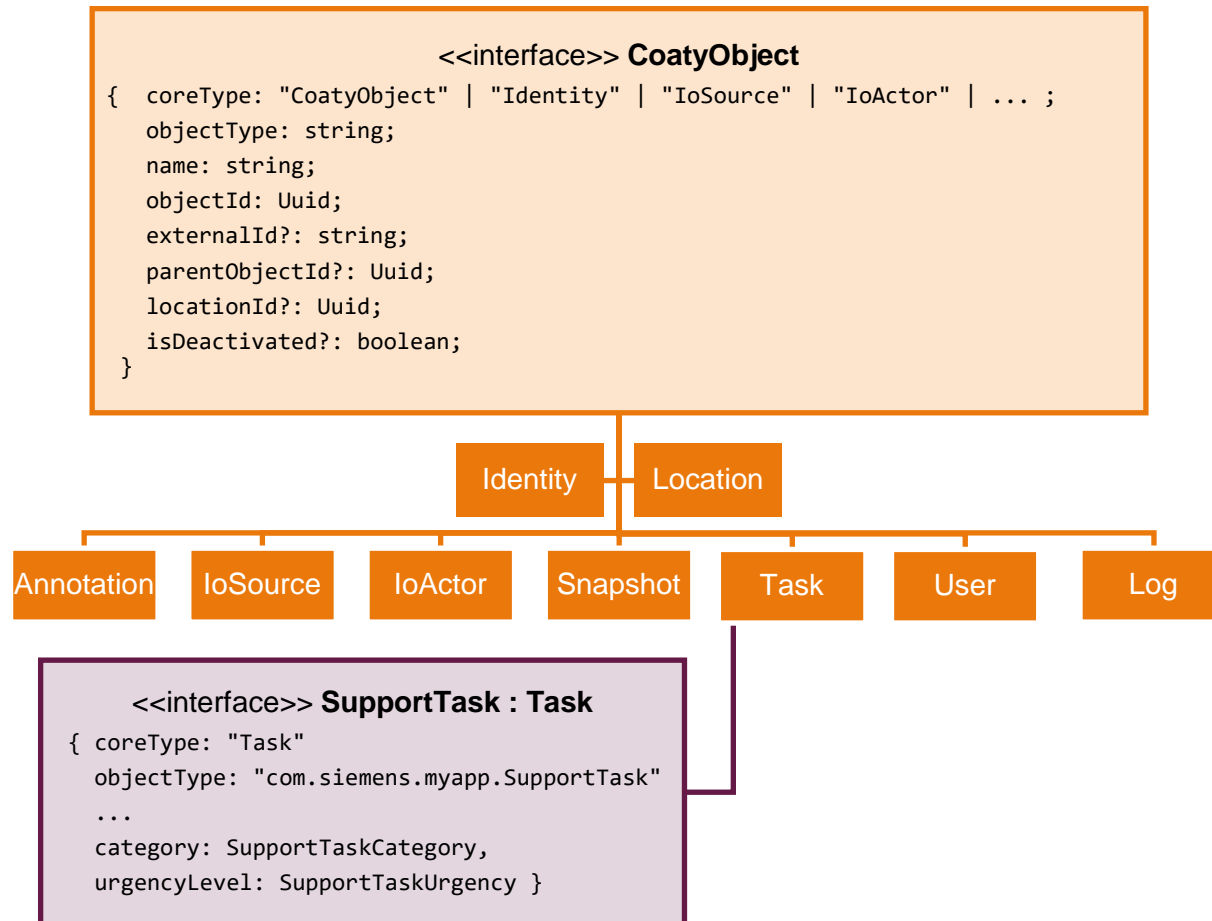 <<interface>> CoatyObject
{ coreType: "CoatyObject" | "Identity" | "IoSource" | "IoActor" | ... ;
objectType: string;
name: string;
objectId: Uuid;
externalId?: string;
parentObjectId?: Uuid;
locationId?: Uuid;
isDeactivated?: boolean;
}
Identity Location
Annotation IoSource IoActor Snapshot Task User Log
<<interface>> SupportTask : Task
{ coreType: "Task"
objectType: "com.siemens.myapp.SupportTask"
...
category: SupportTaskCategory,
urgencyLevel: SupportTaskUrgency }